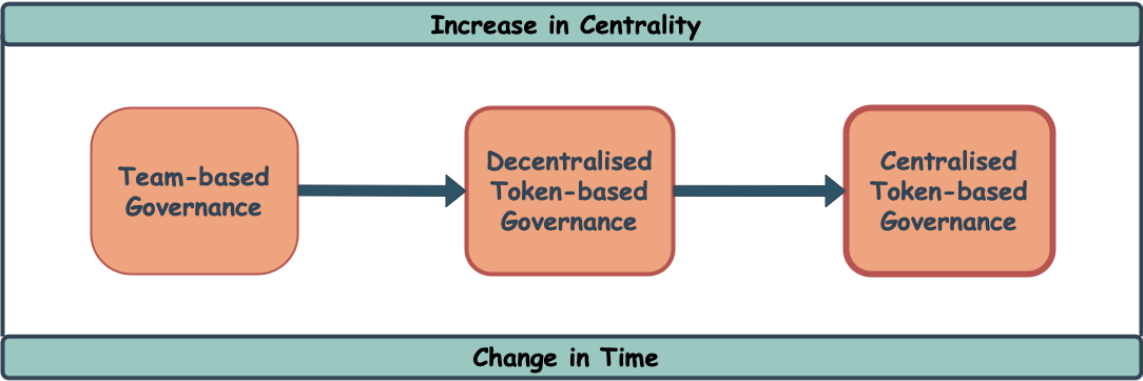 Increase in Centrality
Team-based
Governance
Decentralised
Token-based
Governance
Centralised
Token-based
Governance
Change in Time